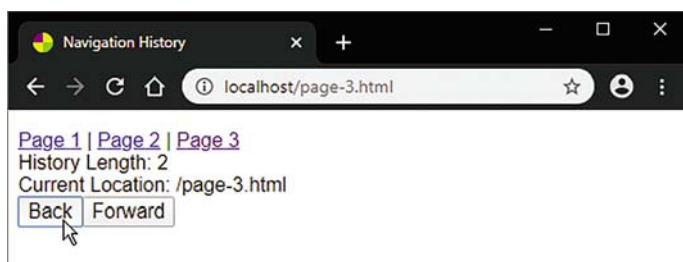 Navigation History
localhost/page-3.html
Page 1 | Page 2 | Page 3
History Length: 2
Current Location: /page-3.html
Back Forward